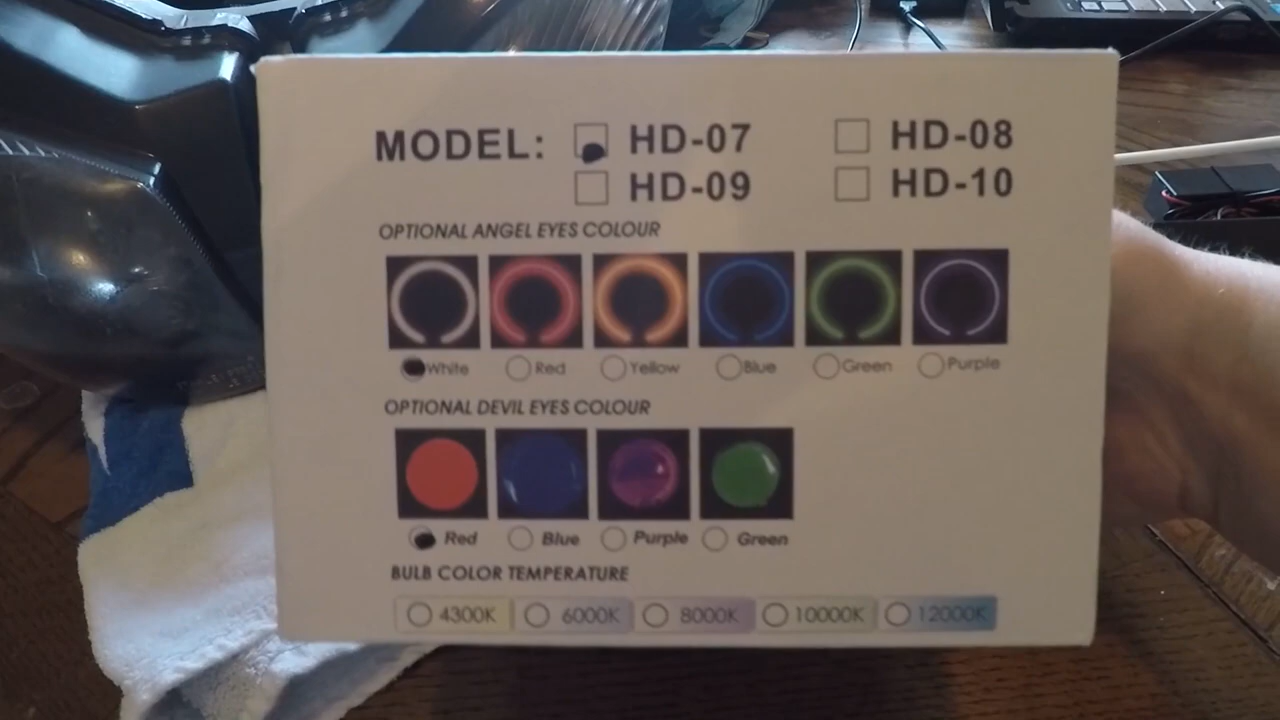 MODEL: HD-07 HD-08
HD-09 HD-10
OPTIONAL ANGEL EYES COLOUR
White Red Yellow Blue Green Purple
OPTIONAL DEVIL EYES COLOUR
Red Blue Purple Green
BULB COLOR TEMPERATURE
4300K 6000K 8000K 10000K 12000K